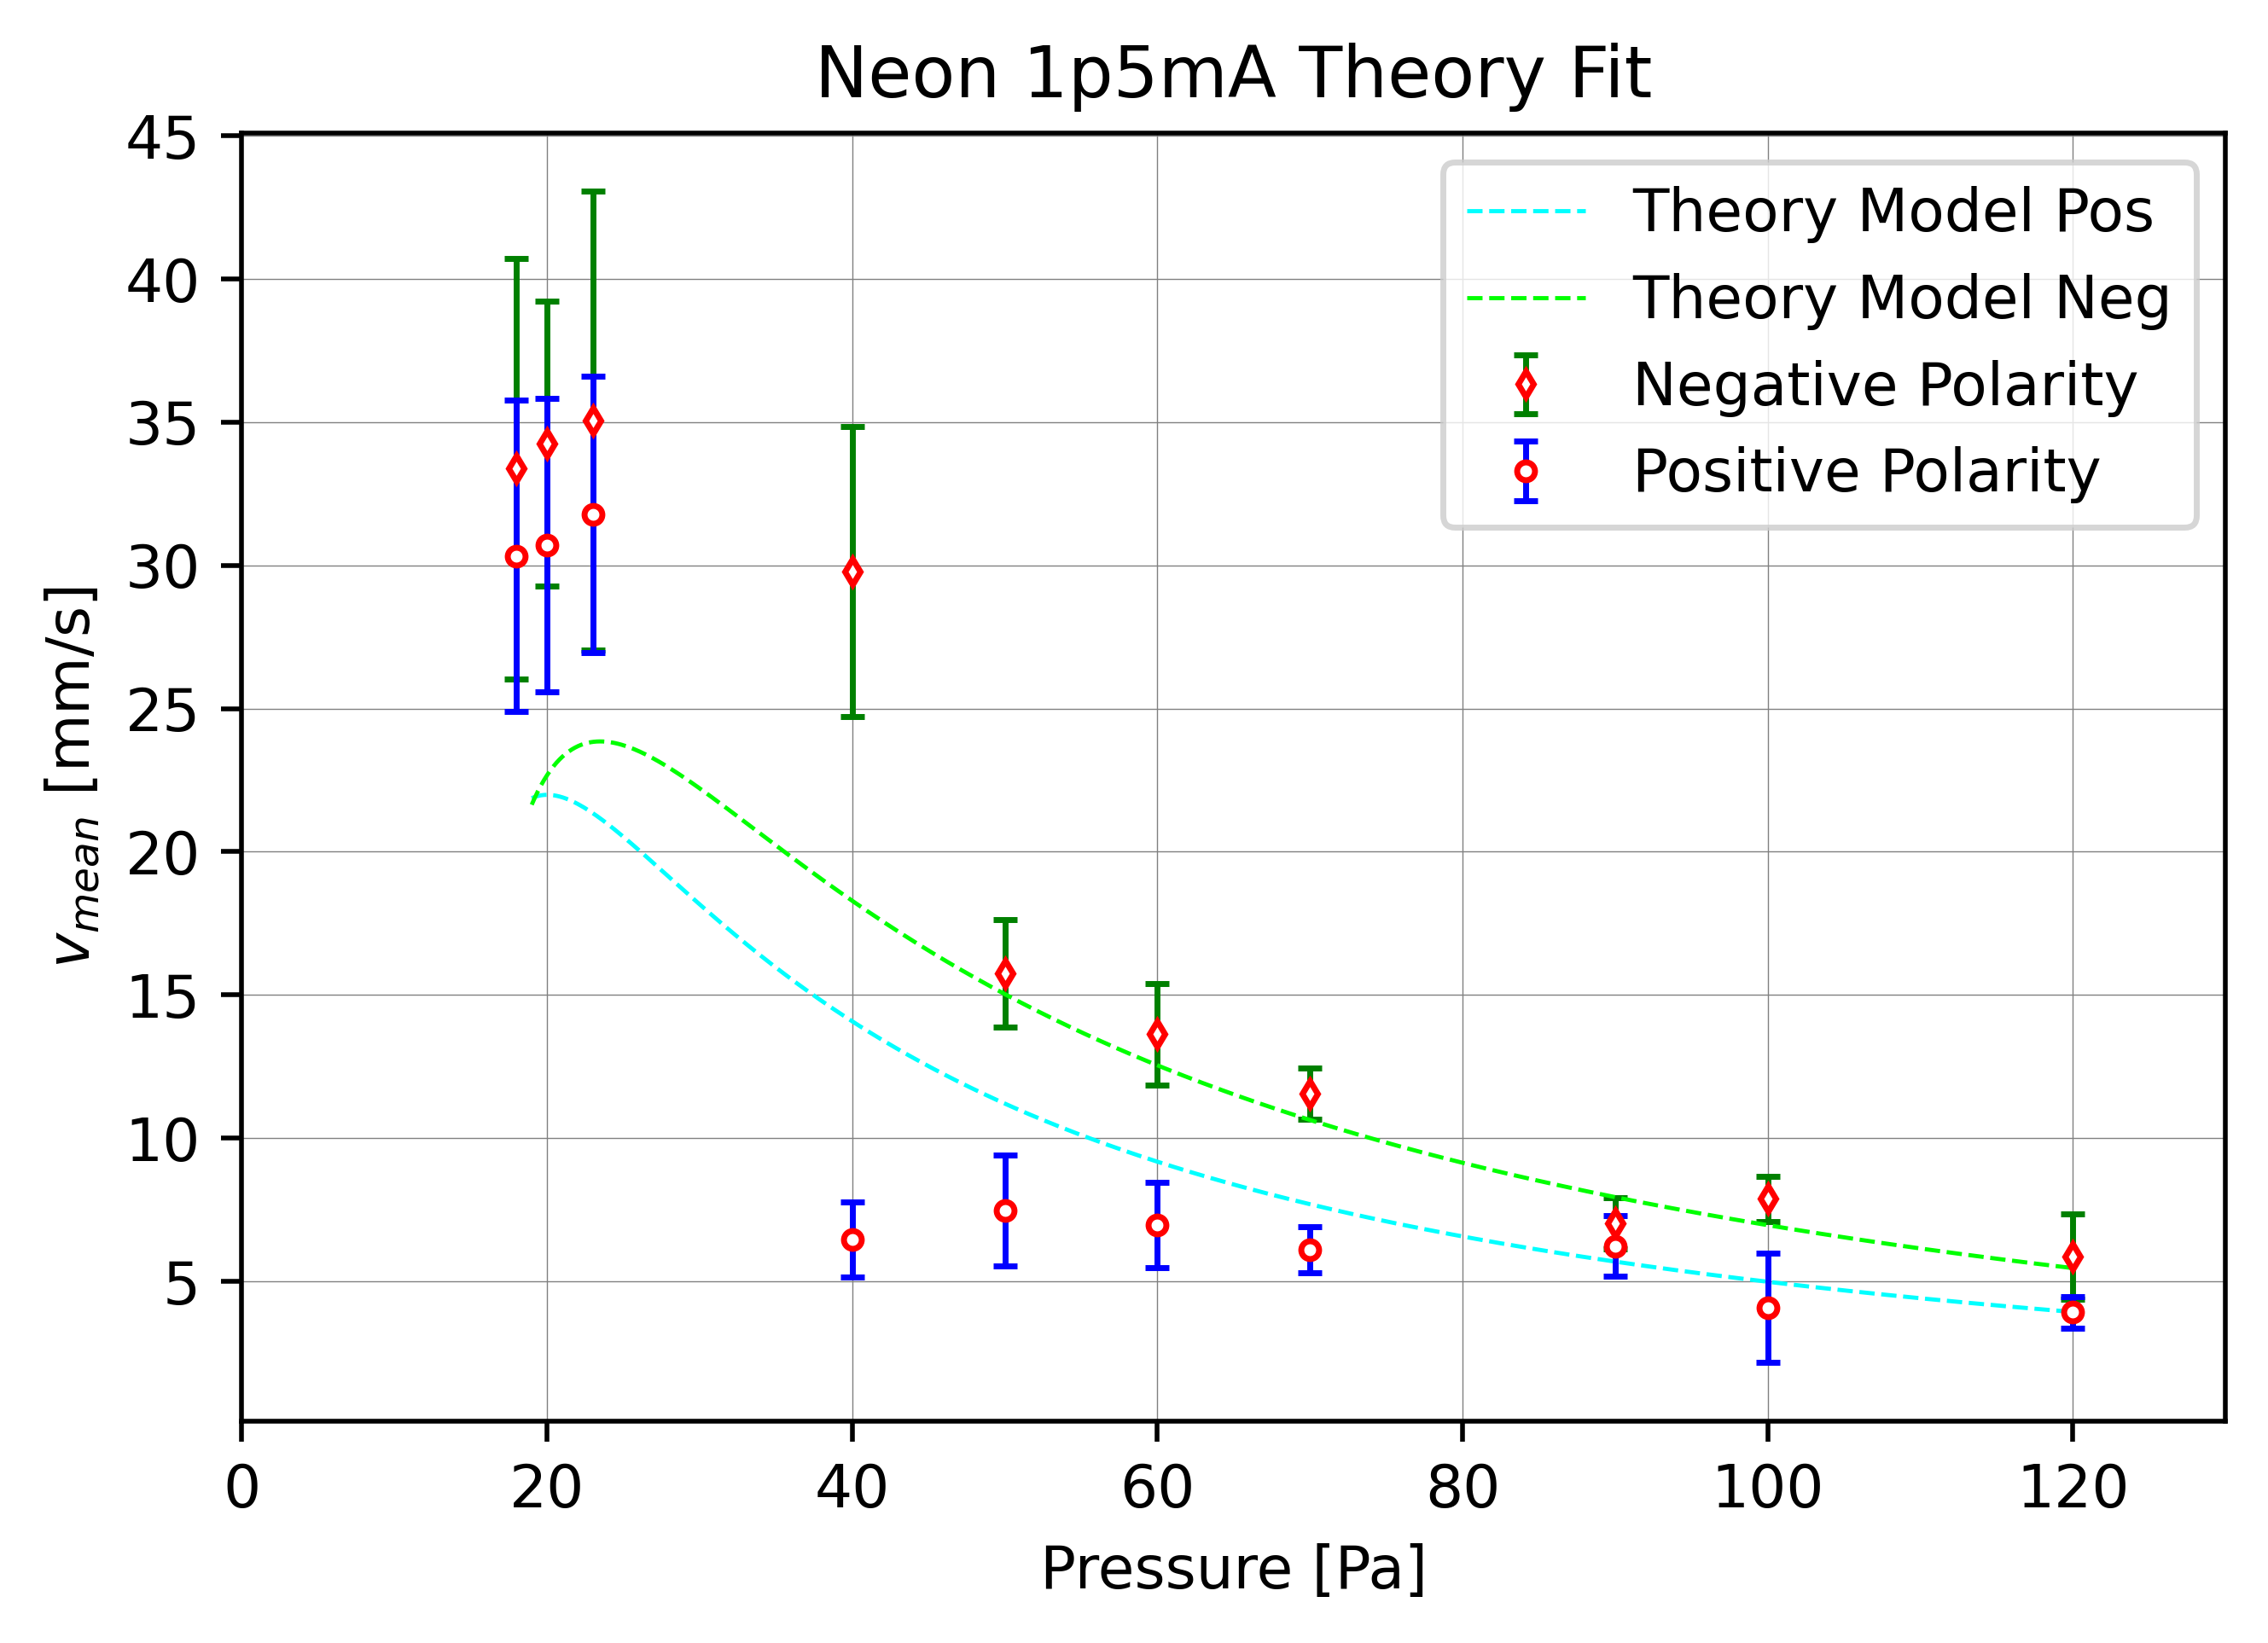 Neon 1p5mA Theory Fit
45
40
35
30
25
20
15
10
5
v_mean [mm/s]
Theory Model Pos
Theory Model Neg
Negative Polarity
Positive Polarity
0 20 40 60 80 100 120
Pressure [Pa]